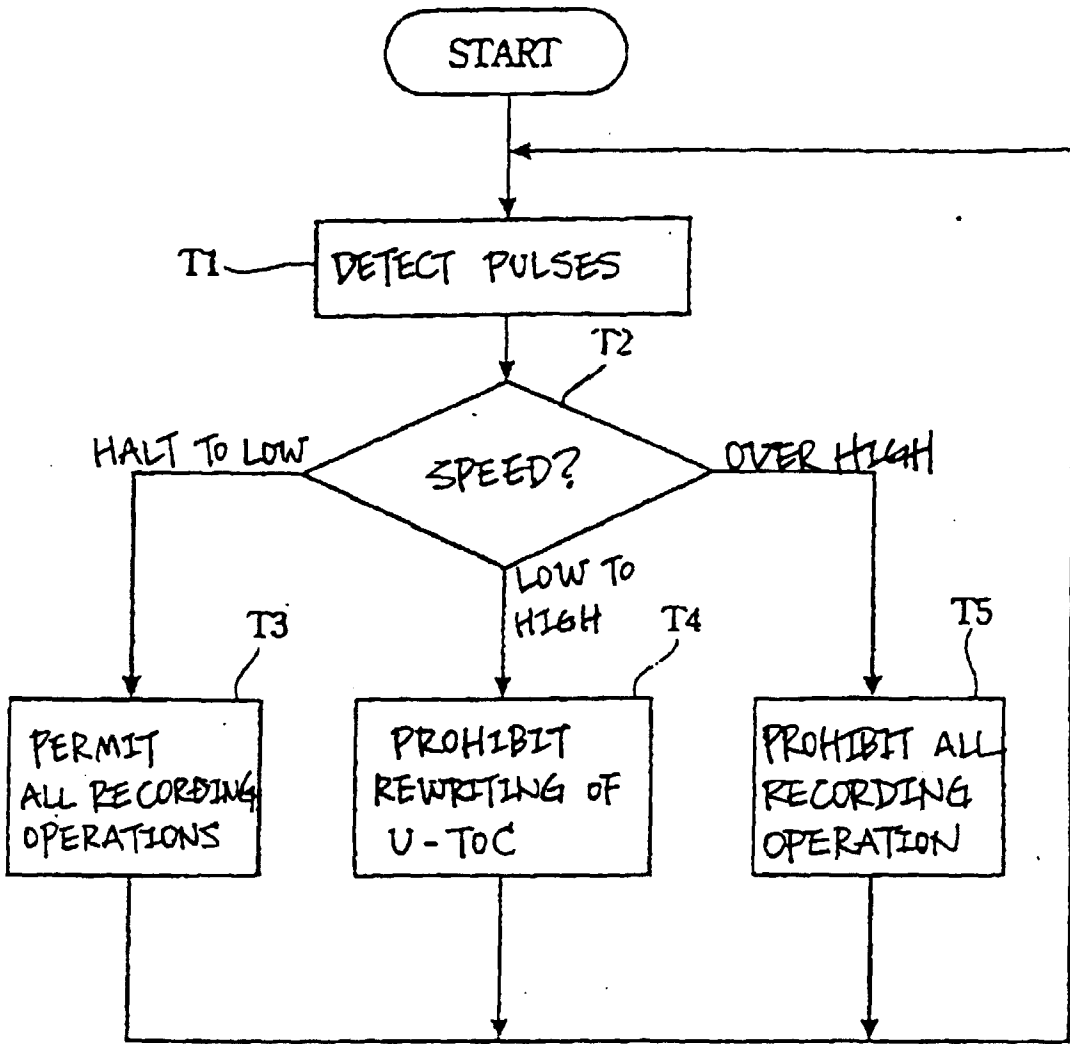 START
T1
DETECT PULSES
T2
HALT TO LOW
SPEED?
OVER HIGH
LOW TO
HIGH
T3
T4
T5
PERMIT
ALL RECORDING
OPERATIONS
PROHIBIT
REWRITING OF
U-TOC
PROHIBIT ALL
RECORDING
OPERATION